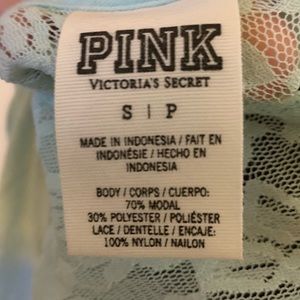 PINK
VICTORIA'S SECRET
S | P
MADE IN INDONESIA / FAIT EN
INDONÉSIE / HECHO EN
INDONESIA
BODY / CORPS / CUERPO:
70% MODAL
30% POLYESTER / POLIÉSTER
LACE / DENTELLE / ENCAJE:
100% NYLON / NAILON